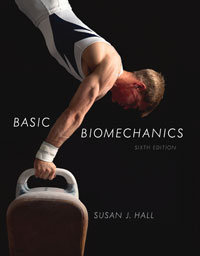 BASIC
BIOMECHANICS
SIXTH EDITION
SUSAN J. HALL